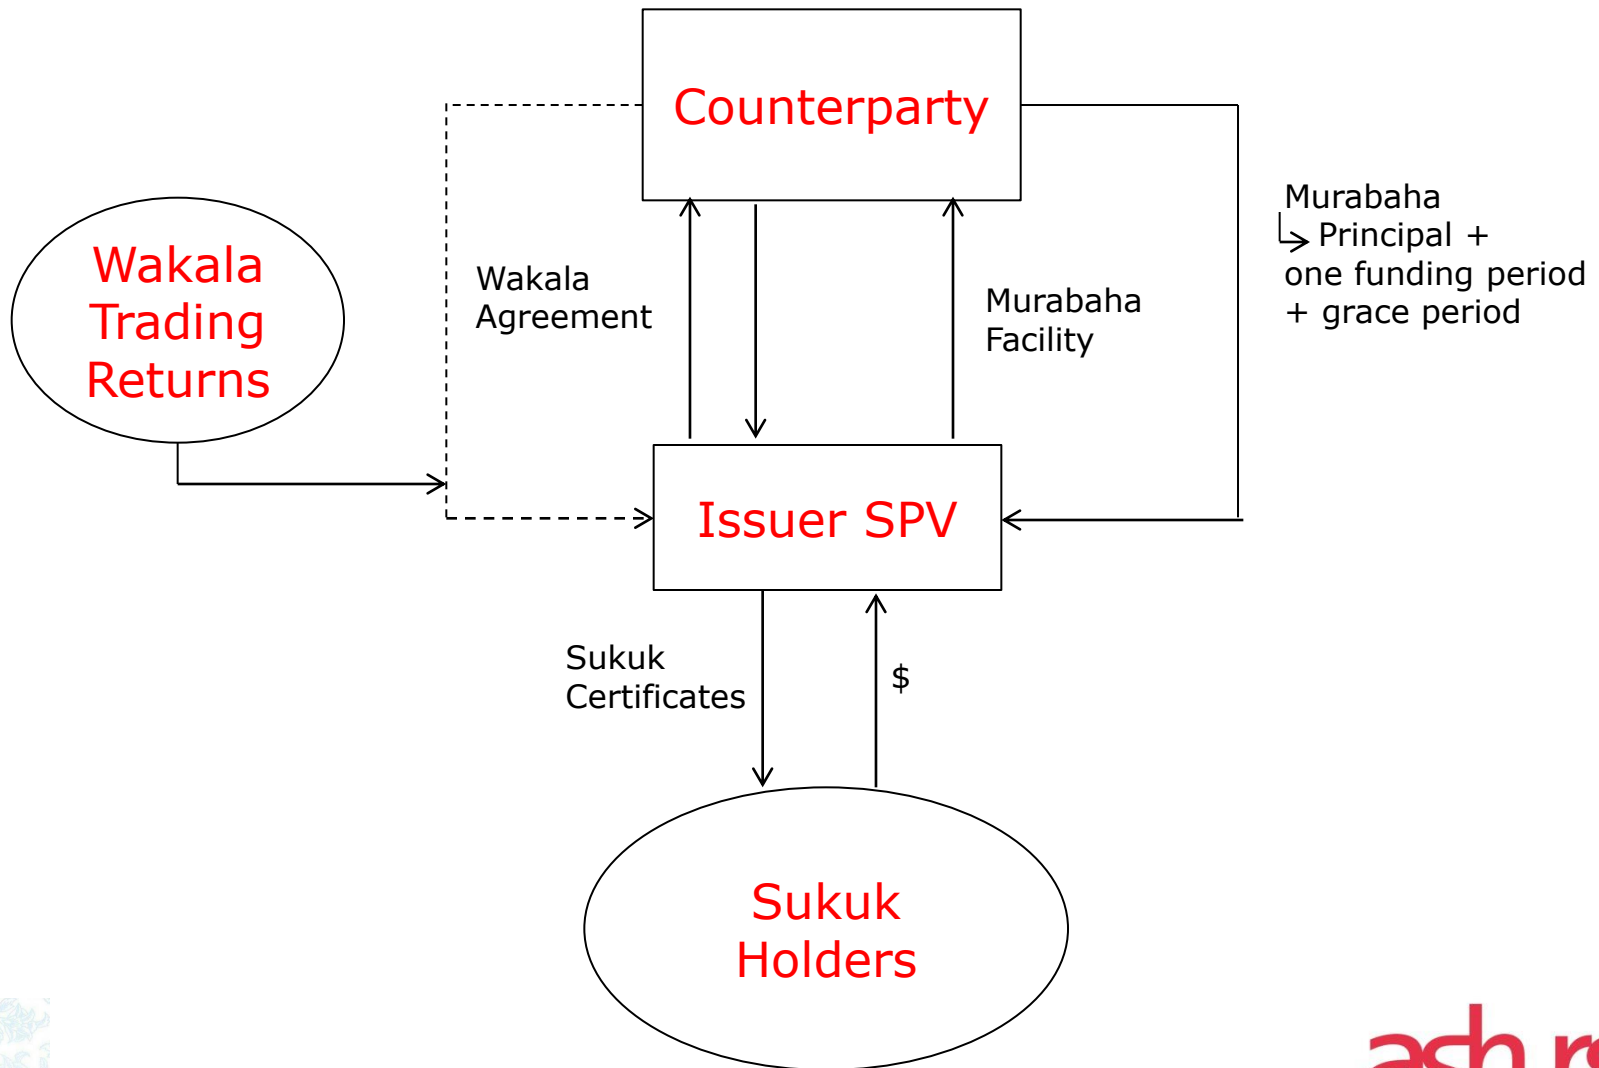 Counterparty
Wakala
Trading
Returns
Wakala
Agreement
Murabaha
Facility
Murabaha
Principal +
one funding period
+ grace period
Issuer SPV
Sukuk
Certificates
$
Sukuk
Holders